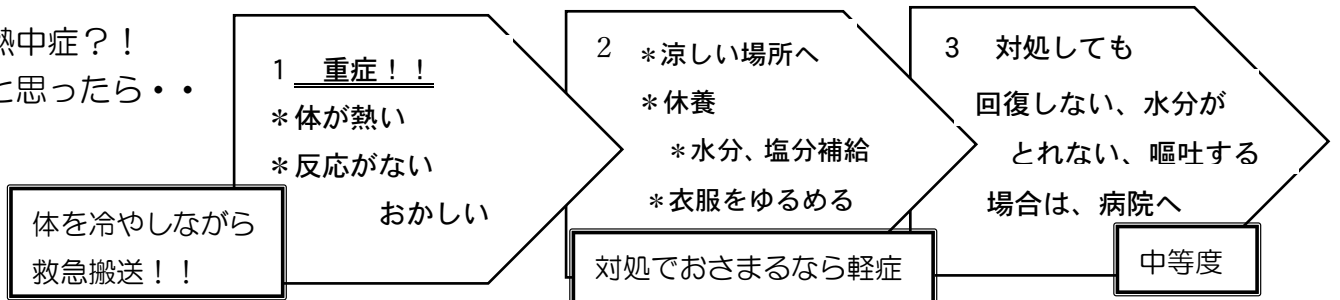 熱中症？！
と思ったら・・
1　重症！！
＊体が熱い
＊反応がない
おかしい
体を冷やしながら
救急搬送！！
2　＊涼しい場所へ
＊休養
＊水分、塩分補給
＊衣服をゆるめる
対処でおさまるなら軽症
3　対処しても
回復しない、水分が
とれない、嘔吐する
場合は、病院へ
中等度